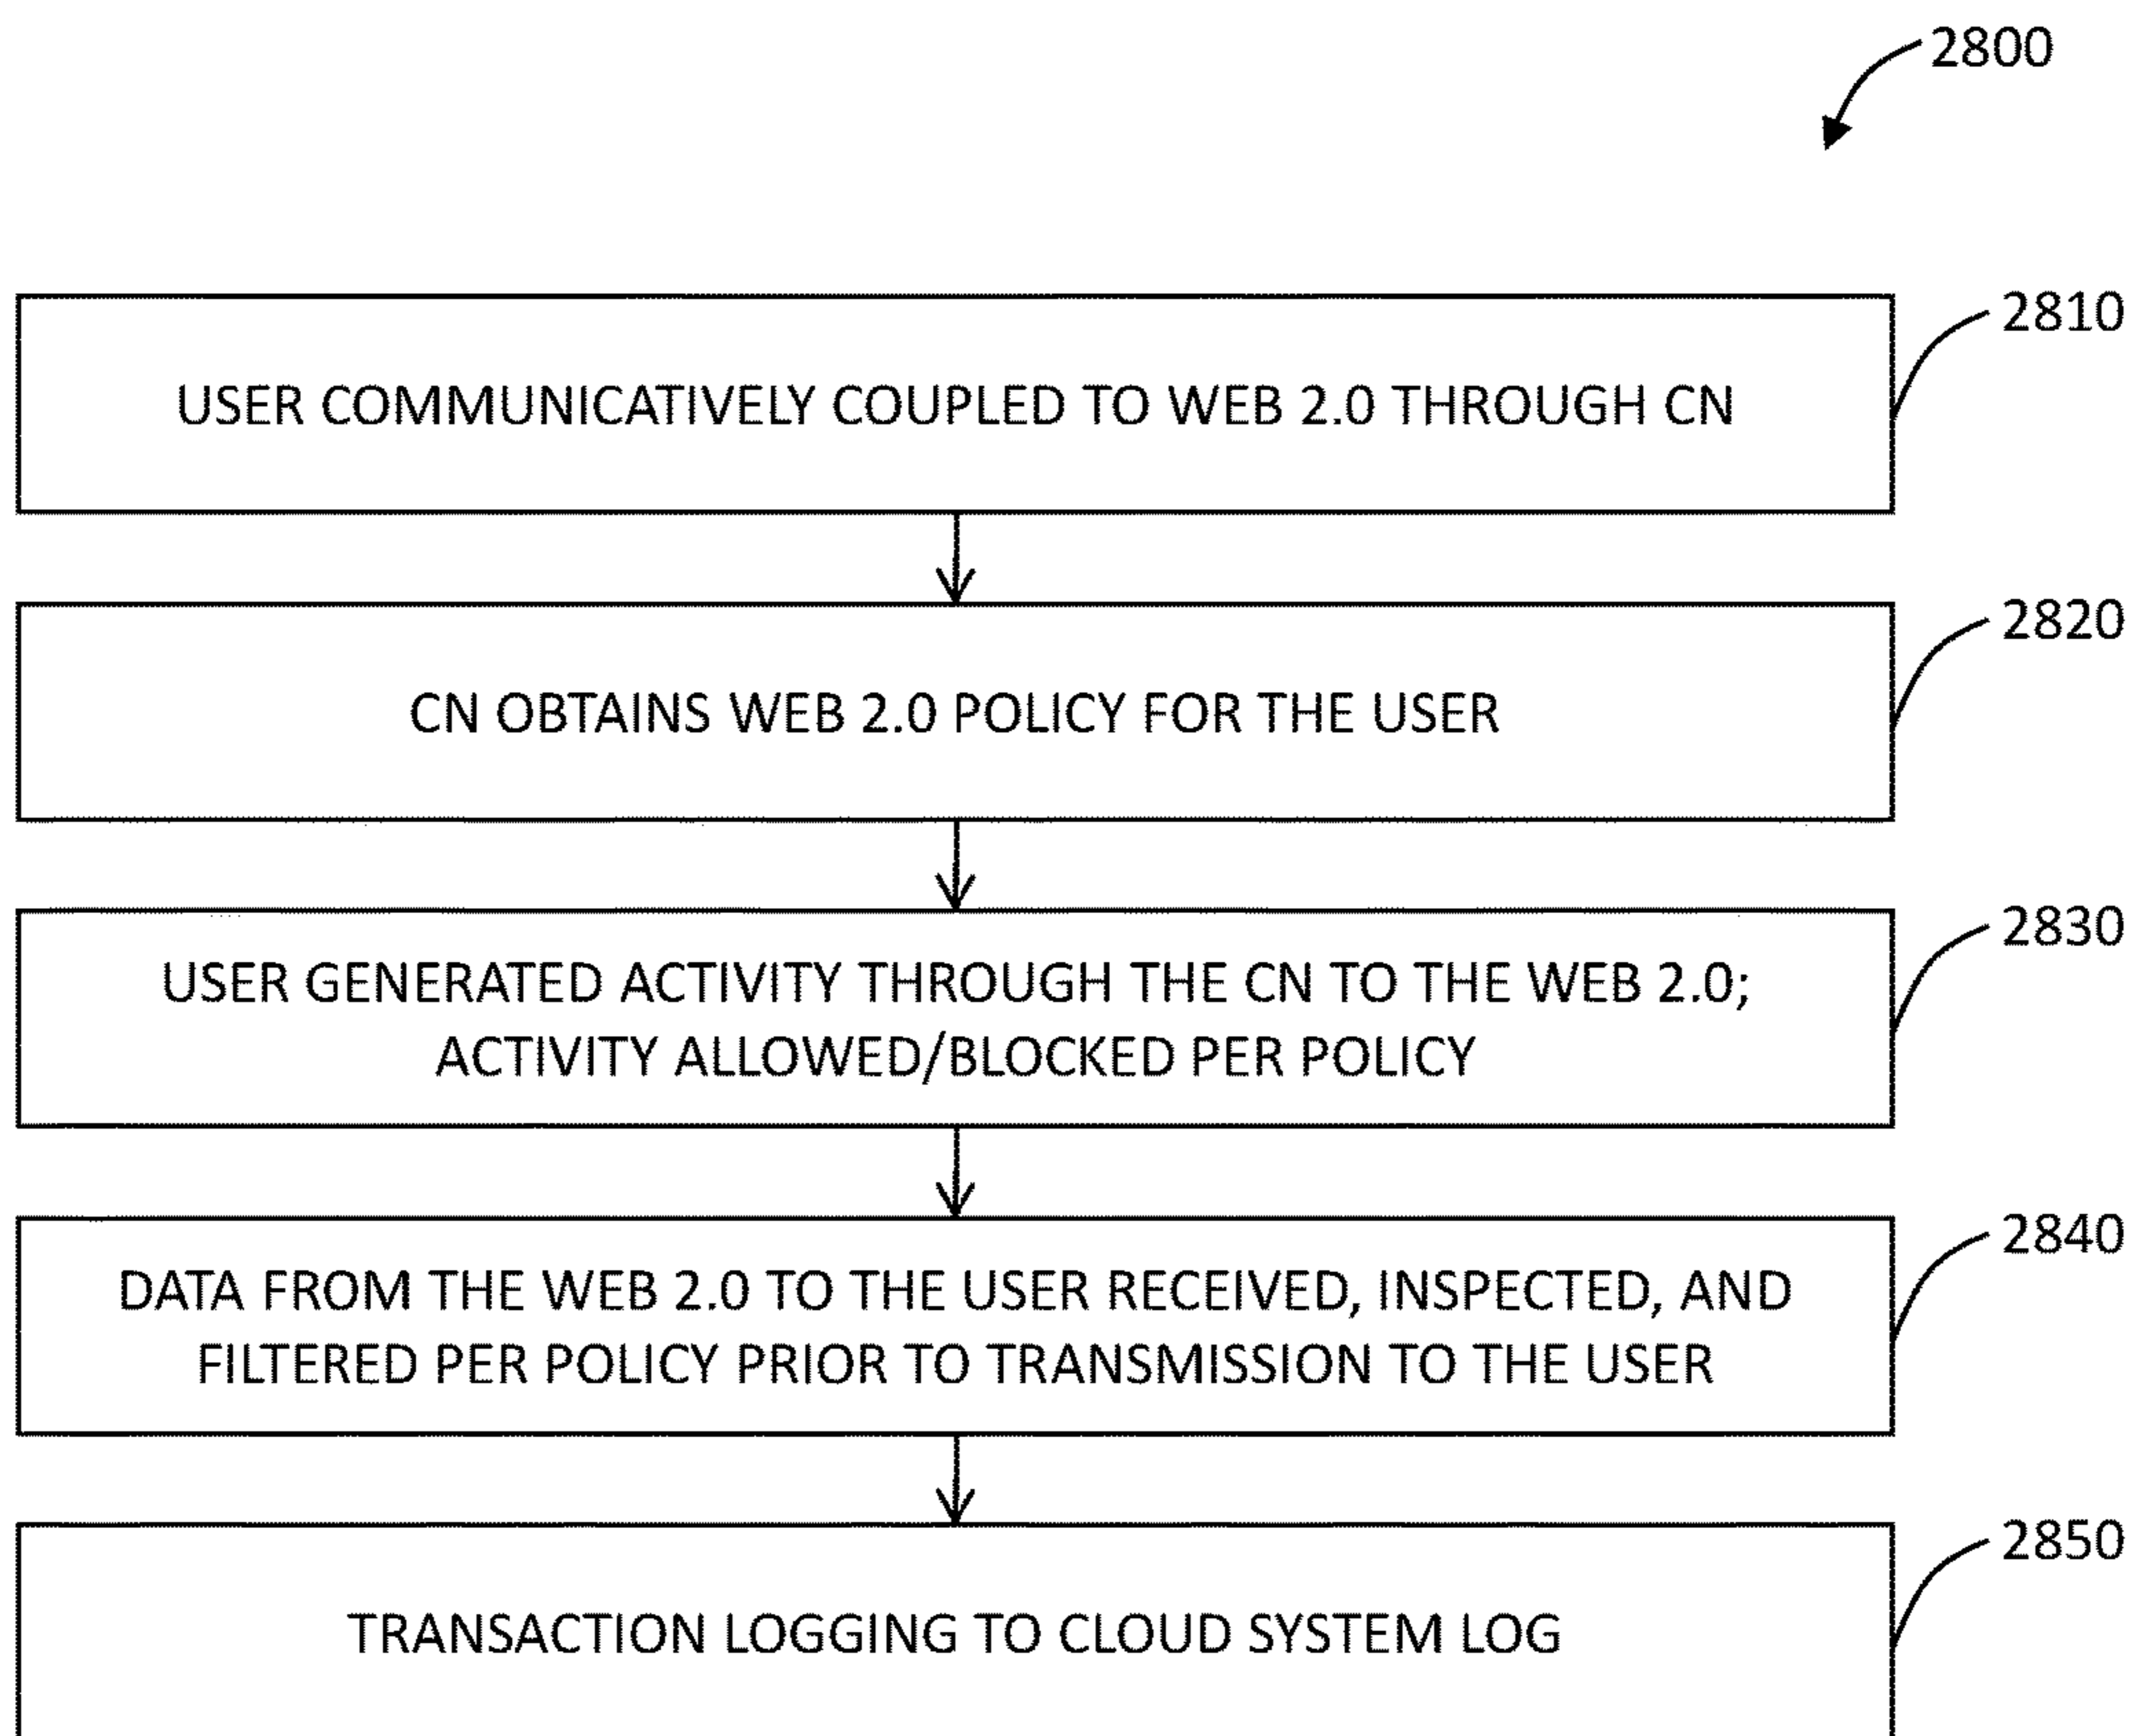 2800
2810
USER COMMUNICATIVELY COUPLED TO WEB 2.0 THROUGH CN
2820
CN OBTAINS WEB 2.0 POLICY FOR THE USER
2830
USER GENERATED ACTIVITY THROUGH THE CN TO THE WEB 2.0;
ACTIVITY ALLOWED/BLOCKED PER POLICY
2840
DATA FROM THE WEB 2.0 TO THE USER RECEIVED, INSPECTED, AND
FILTERED PER POLICY PRIOR TO TRANSMISSION TO THE USER
2850
TRANSACTION LOGGING TO CLOUD SYSTEM LOG